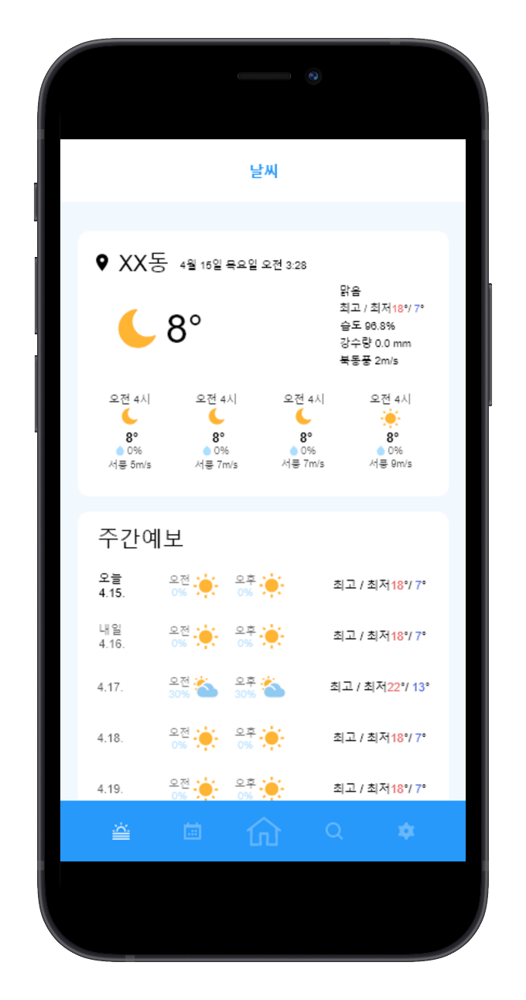 날씨
XX동 4월 15일 목요일 오전 3:28
8°
맑음
최고 / 최저18°/ 7°
습도 96.8%
강수량 0.0 mm
북동풍 2m/s
오전 4시 오전 4시 오전 4시 오전 4시
8° 8° 8° 8°
0% 0% 0% 0%
서풍 5m/s 서풍 7m/s 서풍 7m/s 서풍 9m/s
주간예보
오늘 오전 오후
4.15. 0% 0% 최고 / 최저18°/ 7°
내일 오전 오후
4.16. 0% 0% 최고 / 최저18°/ 7°
오전 오후
4.17. 30% 30% 최고 / 최저22°/ 13°
오전 오후
4.18. 0% 0% 최고 / 최저18°/ 7°
오전 오후
4.19. 0% 0% 최고 / 최저18°/ 7°